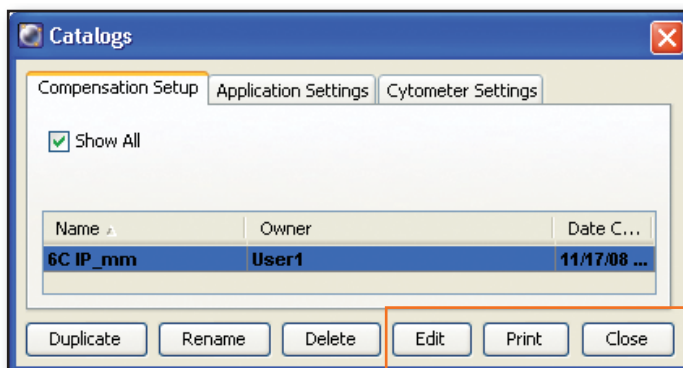 Catalogs
Compensation Setup Application Settings Cytometer Settings
Show All
Name Owner Date C...
6C IP_mm User1 11/17/08 ...
Duplicate Rename Delete Edit Print Close